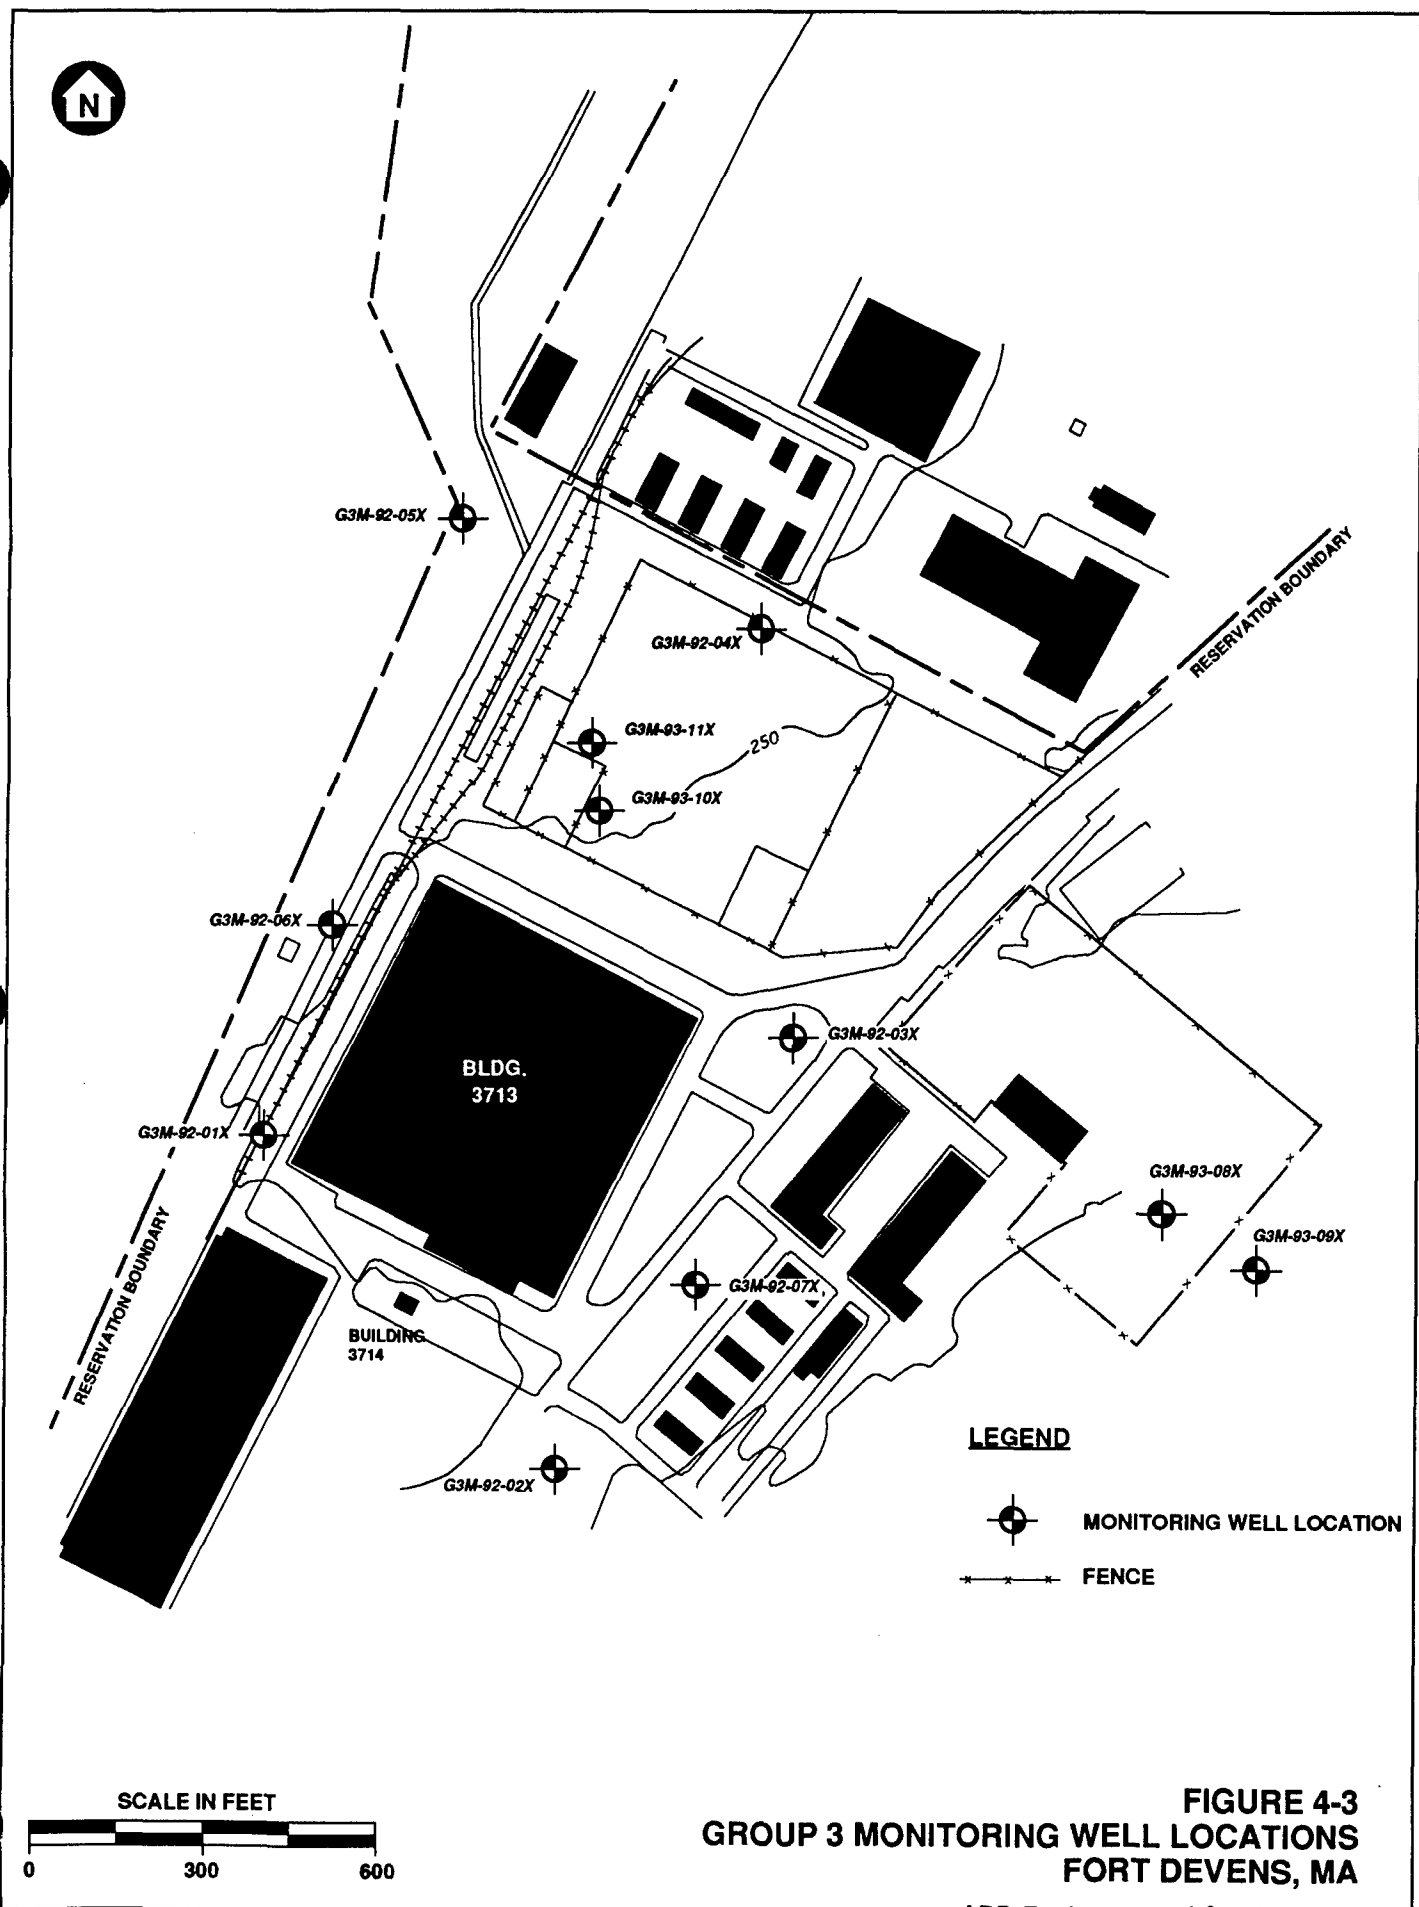 N
G3M-92-05X
RESERVATION BOUNDARY
G3M-92-04X
G3M-93-11X
250
G3M-93-10X
G3M-92-06X
G3M-92-03X
BLDG.
3713
G3M-92-01X
G3M-93-08X
G3M-93-09X
RESERVATION BOUNDARY
G3M-92-07X
BUILDING
3714
G3M-92-02X
LEGEND
MONITORING WELL LOCATION
FENCE
SCALE IN FEET
0 300 600
FIGURE 4-3
GROUP 3 MONITORING WELL LOCATIONS
FORT DEVENS, MA